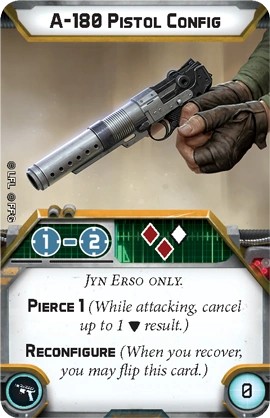 A-180 Pistol Config
© LFL © FFG
1 – 2
Jyn Erso only.
Pierce 1 (While attacking, cancel
up to 1 ▼ result.)
Reconfigure (When you recover,
you may flip this card.)
0